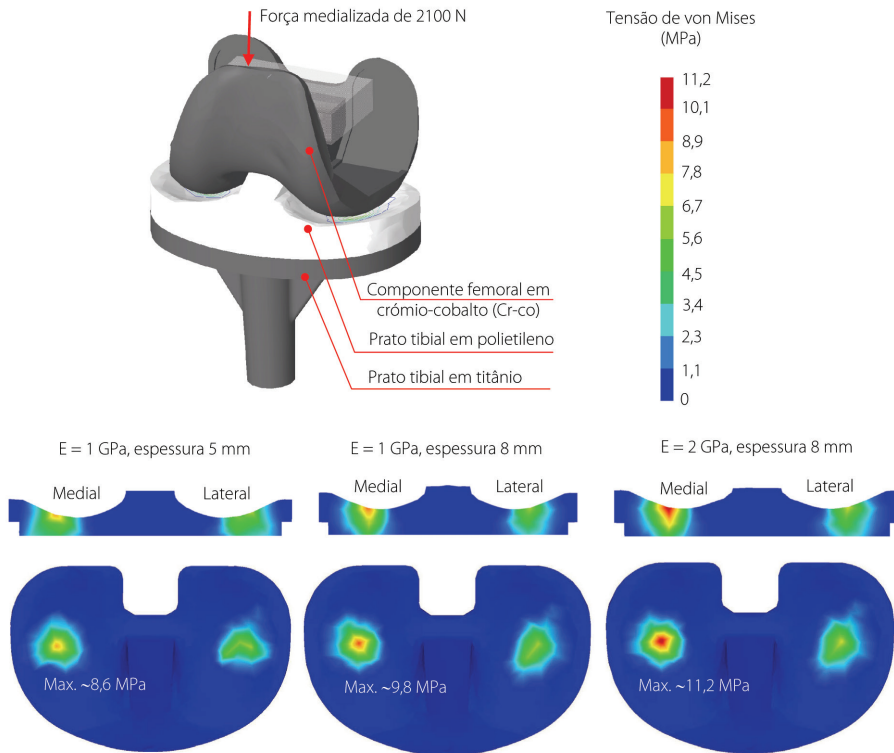 Força medializada de 2100 N
Tensão de von Mises
(MPa)
11,2
10,1
8,9
7,8
6,7
5,6
4,5
3,4
2,3
1,1
0
Componente femoral em
crómio-cobalto (Cr-co)
Prato tibial em polietileno
Prato tibial em titânio
E = 1 GPa, espessura 5 mm
Medial
Lateral
Max. ~8,6 MPa
E = 1 GPa, espessura 8 mm
Medial
Lateral
Max. ~9,8 MPa
E = 2 GPa, espessura 8 mm
Medial
Lateral
Max. ~11,2 MPa